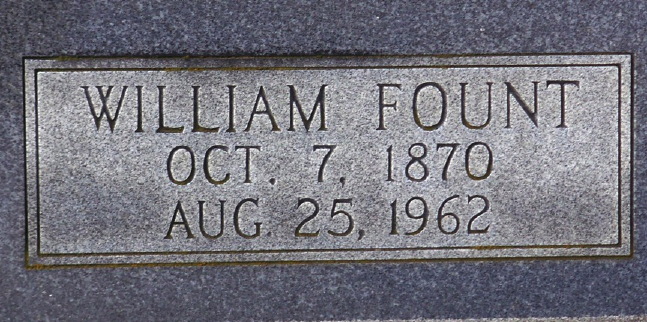 WILLIAM FOUNT
OCT. 7, 1870
AUG. 25, 1962